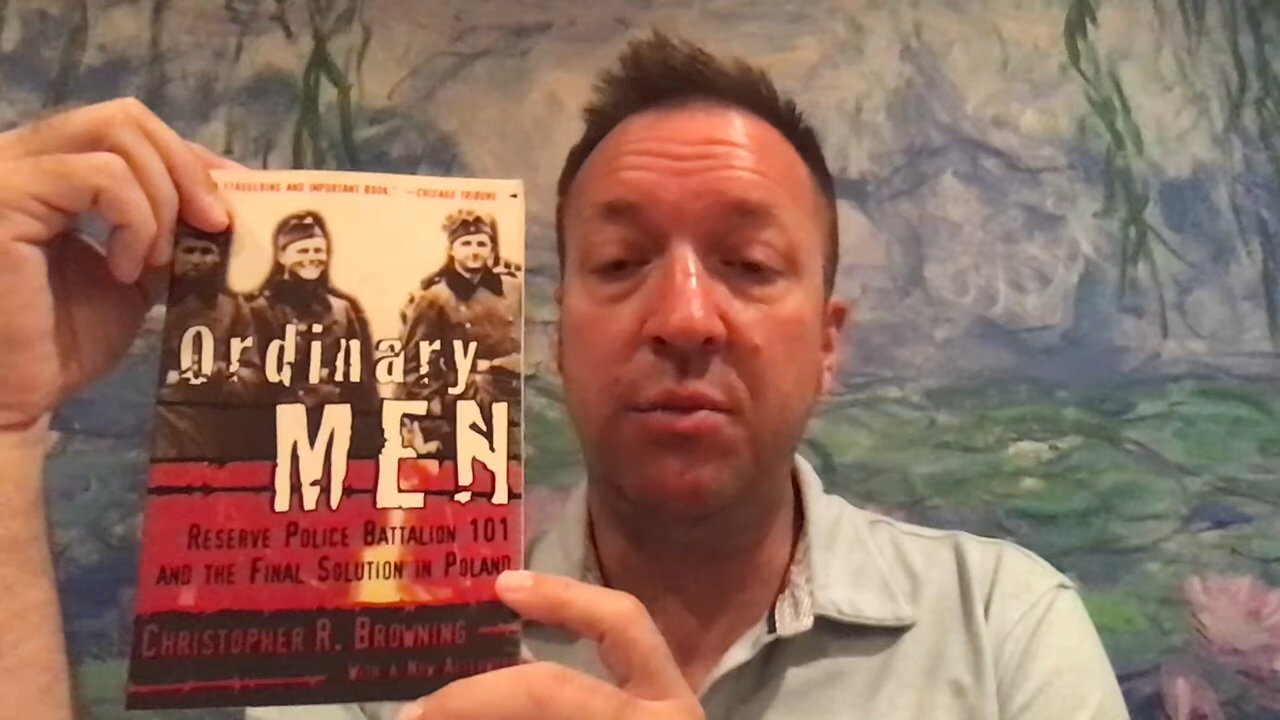 STAGGERING AND IMPORTANT BOOK." —CHICAGO TRIBUNE
Ordinary
MEN
RESERVE POLICE BATTALION 101
AND THE FINAL SOLUTION IN POLAND
CHRISTOPHER R. BROWNING
WITH A NEW AFTERWORD